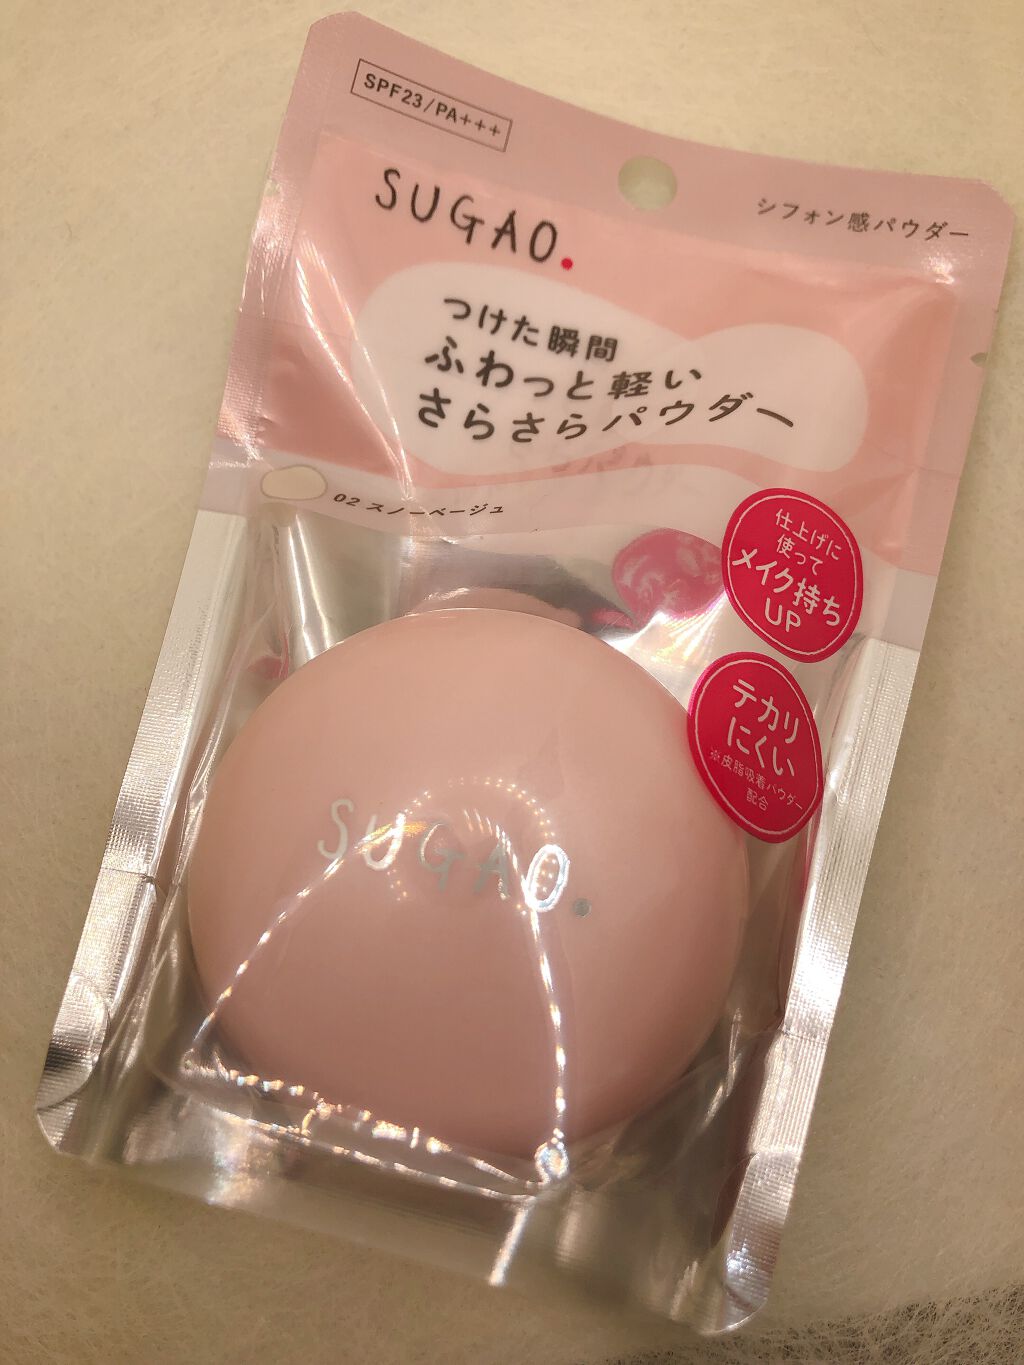 SPF23/PA+++
SUGAO.
シフォン感パウダー
つけた瞬間
ふわっと軽い
さらさらパウダー
02 スノーベージュ
仕上げに
使って
メイク持ち
UP
テカリ
にくい
※皮脂吸着パウダー
配合
SUGAO.